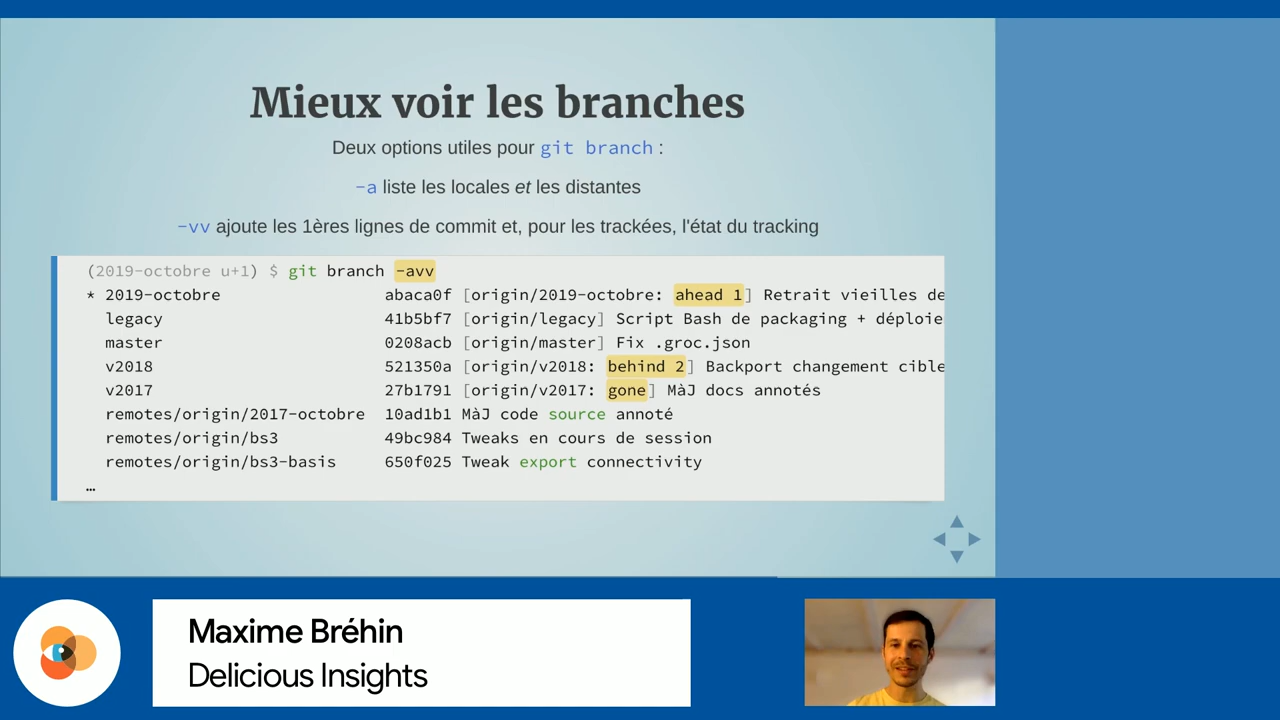 Mieux voir les branches
Deux options utiles pour git branch :
-a liste les locales et les distantes
-vv ajoute les 1ères lignes de commit et, pour les trackées, l'état du tracking
(2019-octobre u+1) $ git branch -avv
* 2019-octobre abaca0f [origin/2019-octobre: ahead 1] Retrait vieilles de
legacy 41b5bf7 [origin/legacy] Script Bash de packaging + déploie
master 0208acb [origin/master] Fix .groc.json
v2018 521350a [origin/v2018: behind 2] Backport changement cible
v2017 27b1791 [origin/v2017: gone] MàJ docs annotés
remotes/origin/2017-octobre 10ad1b1 MàJ code source annoté
remotes/origin/bs3 49bc984 Tweaks en cours de session
remotes/origin/bs3-basis 650f025 Tweak export connectivity
…
Maxime Bréhin
Delicious Insights